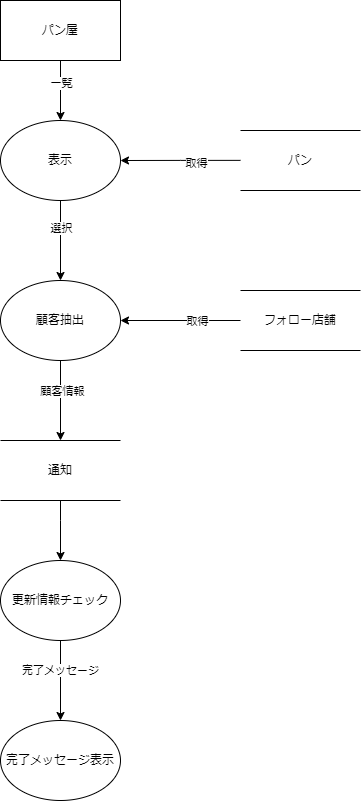 パン屋
一覧
表示
取得
パン
選択
顧客抽出
取得
フォロー店舗
顧客情報
通知
更新情報チェック
完了メッセージ
完了メッセージ表示